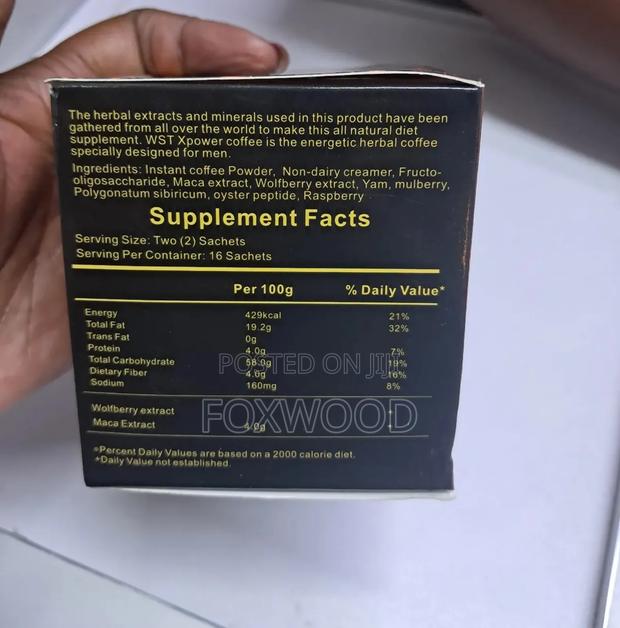 The herbal extracts and minerals used in this product have been
gathered from all over the world to make this all natural diet
supplement. WST Xpower coffee is the energetic herbal coffee
specially designed for men.
Ingredients: Instant coffee Powder, Non-dairy creamer, Fructo-
oligosaccharide, Maca extract, Wolfberry extract, Yam, mulberry,
Polygonatum sibiricum, oyster peptide, Raspberry
Supplement Facts
Serving Size: Two (2) Sachets
Serving Per Container: 16 Sachets
Per 100g % Daily Value*
Energy 429kcal 21%
Total Fat 19.2g 32%
Trans Fat 0g
Protein 4.0g 7%
Total Carbohydrate 58.0g 19%
Dietary Fiber 4.0g 16%
Sodium 160mg 8%
POSTED ON JIJI
Wolfberry extract
FOXWOOD
Maca Extract 4.0g
*Percent Daily Values are based on a 2000 calorie diet.
*Daily Value not established.